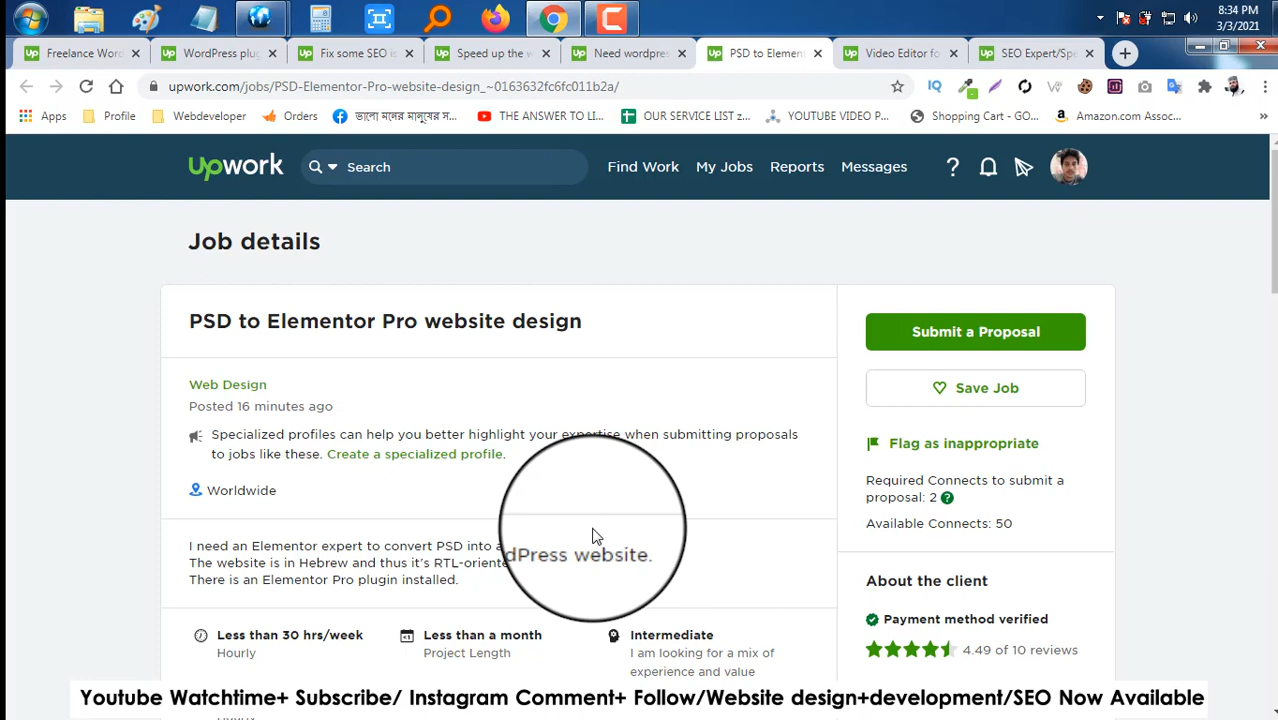 8:34 PM
3/3/2021
Freelance Word
WordPress plug
Fix some SEO is
Speed up the w
Need wordpres
PSD to Element
Video Editor fo
SEO Expert/Spe
upwork.com/jobs/PSD-Elementor-Pro-website-design_~0163632fc6fc011b2a/
Apps
Profile
Webdeveloper
Orders
ভালো মনের মানুষের স...
THE ANSWER TO LI...
OUR SERVICE LIST z...
YOUTUBE VIDEO P...
Shopping Cart - GO...
Amazon.com Assoc...
»
upwork
Search
Find Work
My Jobs
Reports
Messages
?
Job details
PSD to Elementor Pro website design
Web Design
Posted 16 minutes ago
Specialized profiles can help you better highlight your expertise when submitting proposals
to jobs like these. Create a specialized profile.
Worldwide
I need an Elementor expert to convert PSD into a dPress website.
The website is in Hebrew and thus it's RTL-oriente
There is an Elementor Pro plugin installed.
Less than 30 hrs/week
Hourly
Less than a month
Project Length
Intermediate
I am looking for a mix of
experience and value
Submit a Proposal
Save Job
Flag as inappropriate
Required Connects to submit a
proposal: 2
Available Connects: 50
About the client
Payment method verified
4.49 of 10 reviews
Youtube Watchtime+ Subscribe/ Instagram Comment+ Follow/Website design+development/SEO Now Available